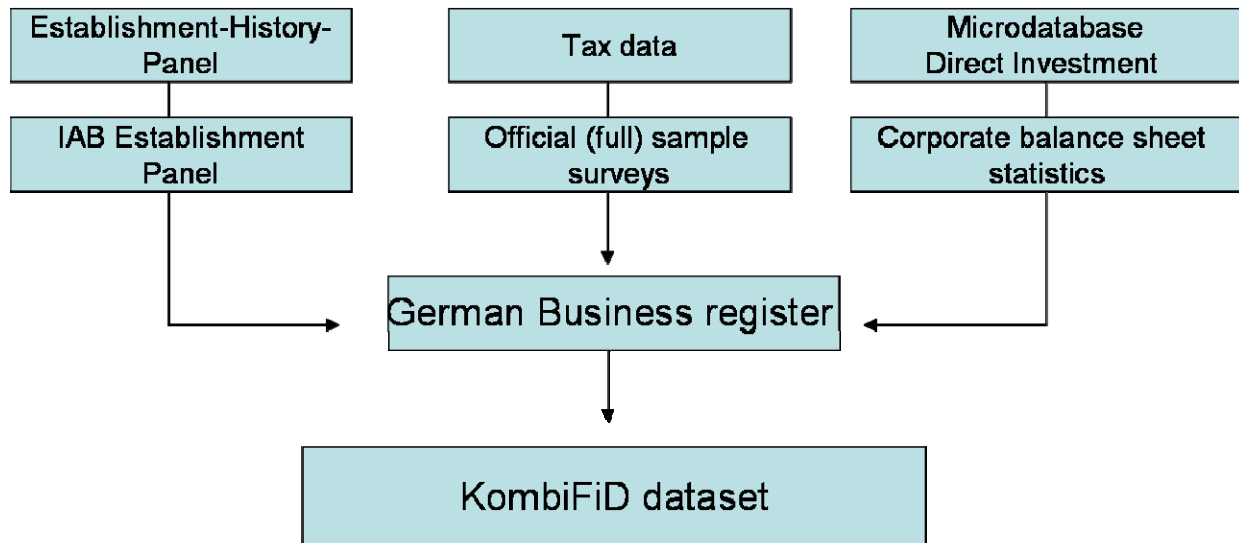 Establishment-History-
Panel
Tax data
Microdatabase
Direct Investment
IAB Establishment
Panel
Official (full) sample
surveys
Corporate balance sheet
statistics
German Business register
KombiFiD dataset